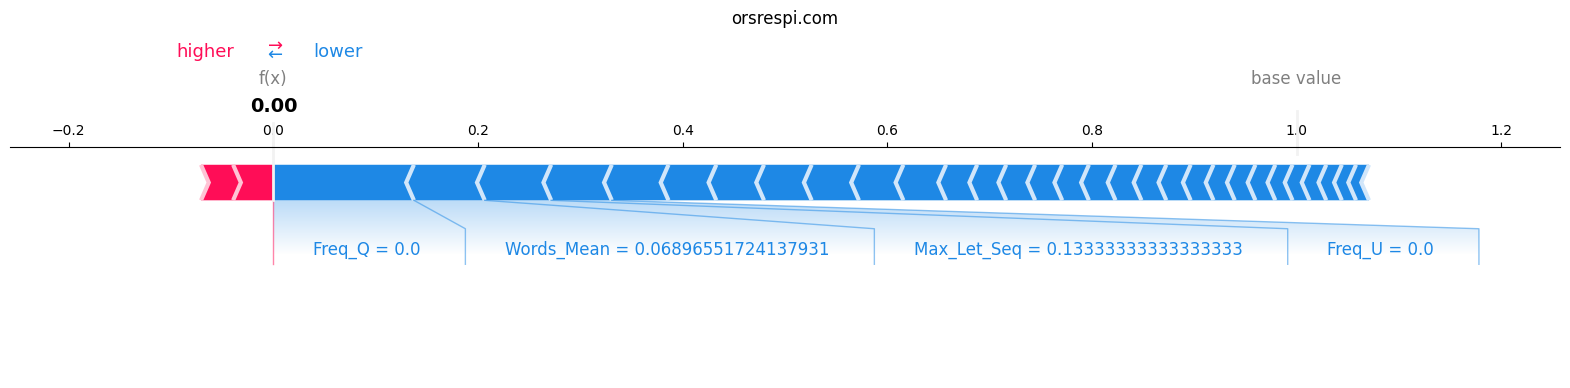 orsrespi.com
higher ⇄ lower
f(x) base value
0.00
−0.2 0.0 0.2 0.4 0.6 0.8 1.0 1.2
Freq_Q = 0.0 Words_Mean = 0.06896551724137931 Max_Let_Seq = 0.13333333333333333 Freq_U = 0.0